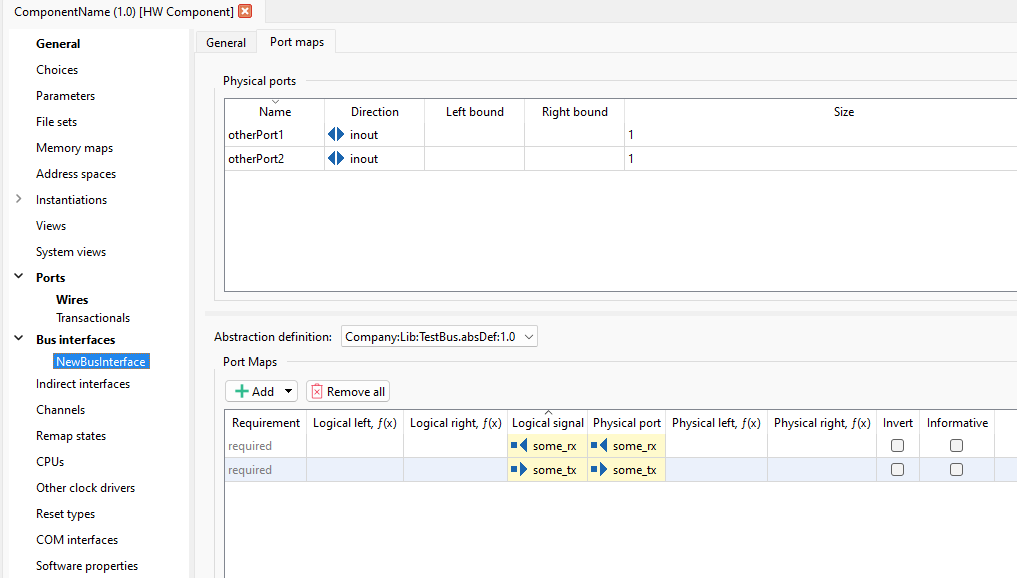 ComponentName (1.0) [HW Component]
General
Choices
Parameters
File sets
Memory maps
Address spaces
Instantiations
Views
System views
Ports
Wires
Transactionals
Bus interfaces
NewBusInterface
Indirect interfaces
Channels
Remap states
CPUs
Other clock drivers
Reset types
COM interfaces
Software properties
General Port maps
Physical ports
Name Direction Left bound Right bound Size
otherPort1 inout 1
otherPort2 inout 1
Abstraction definition: Company:Lib:TestBus.absDef:1.0
Port Maps
Add Remove all
Requirement Logical left, f(x) Logical right, f(x) Logical signal Physical port Physical left, f(x) Physical right, f(x) Invert Informative
required some_rx some_rx
required some_tx some_tx